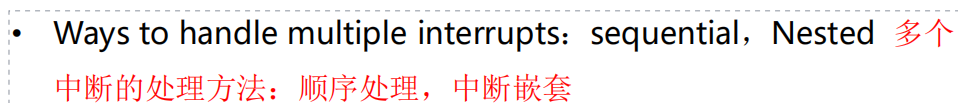 • Ways to handle multiple interrupts：sequential，Nested 多个
中断的处理方法：顺序处理，中断嵌套